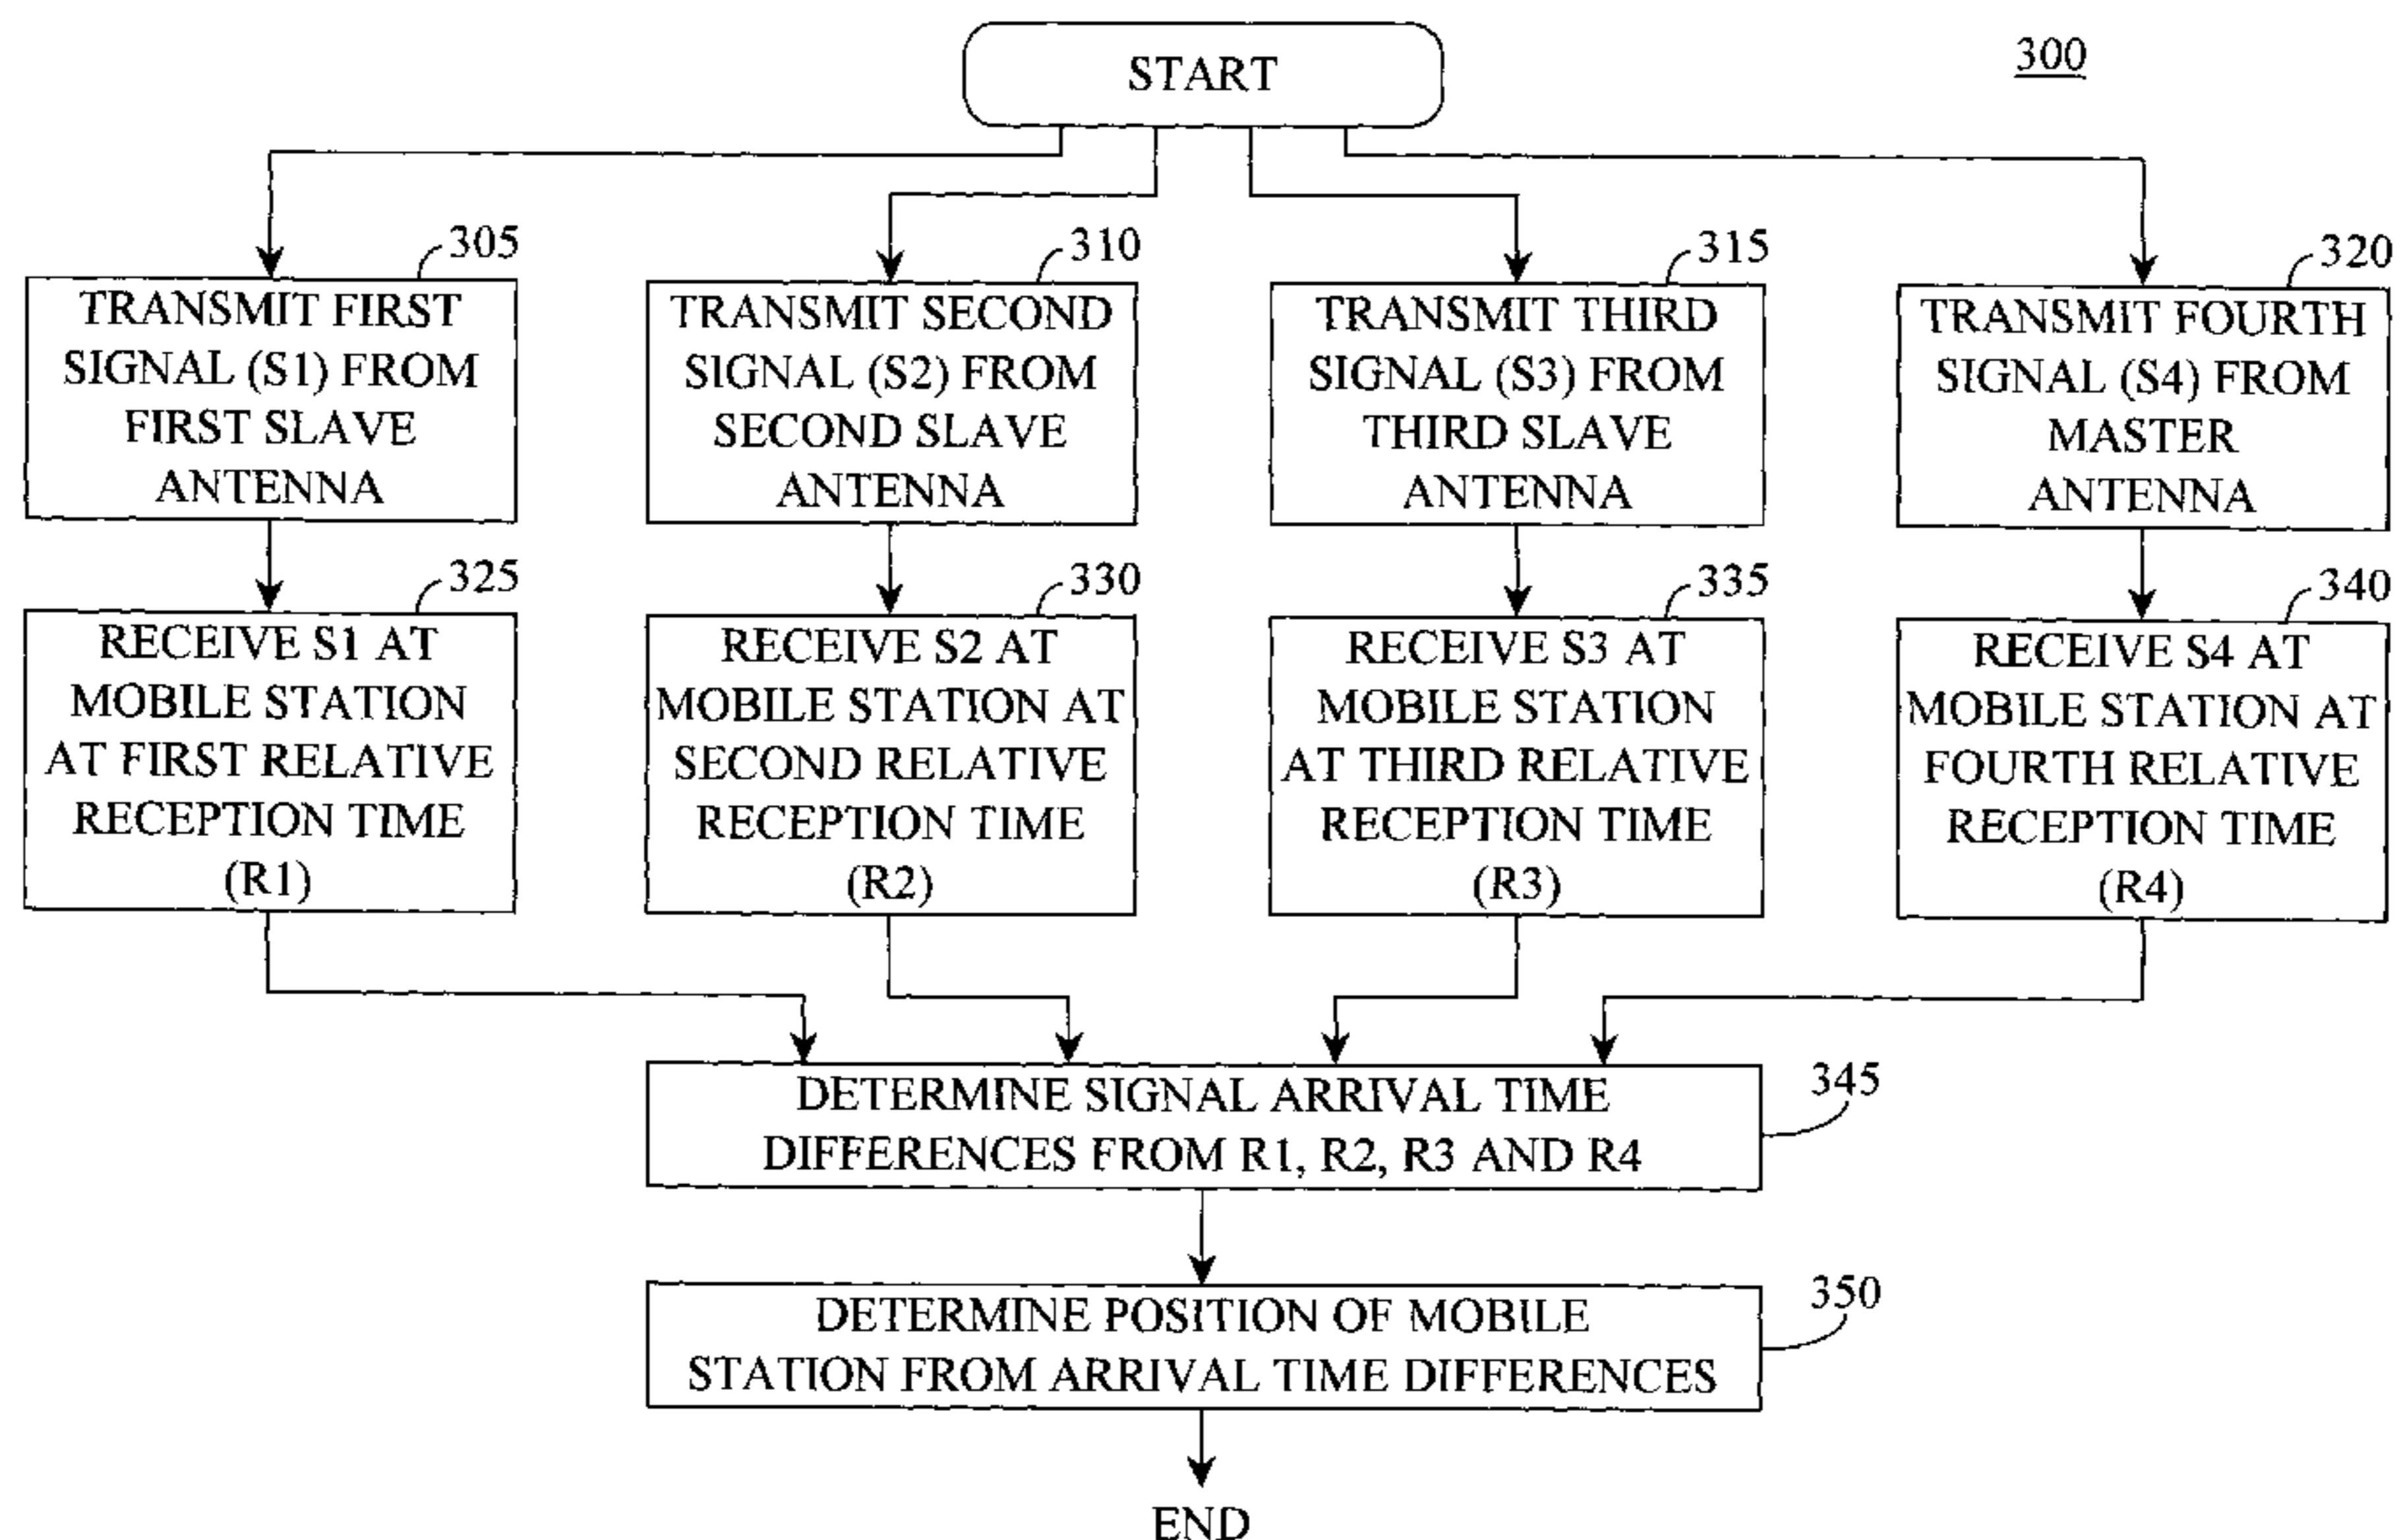 START
300
305
TRANSMIT FIRST
SIGNAL (S1) FROM
FIRST SLAVE
ANTENNA
310
TRANSMIT SECOND
SIGNAL (S2) FROM
SECOND SLAVE
ANTENNA
315
TRANSMIT THIRD
SIGNAL (S3) FROM
THIRD SLAVE
ANTENNA
320
TRANSMIT FOURTH
SIGNAL (S4) FROM
MASTER
ANTENNA
325
RECEIVE S1 AT
MOBILE STATION
AT FIRST RELATIVE
RECEPTION TIME
(R1)
330
RECEIVE S2 AT
MOBILE STATION AT
SECOND RELATIVE
RECEPTION TIME
(R2)
335
RECEIVE S3 AT
MOBILE STATION
AT THIRD RELATIVE
RECEPTION TIME
(R3)
340
RECEIVE S4 AT
MOBILE STATION AT
FOURTH RELATIVE
RECEPTION TIME
(R4)
345
DETERMINE SIGNAL ARRIVAL TIME
DIFFERENCES FROM R1, R2, R3 AND R4
350
DETERMINE POSITION OF MOBILE
STATION FROM ARRIVAL TIME DIFFERENCES
END